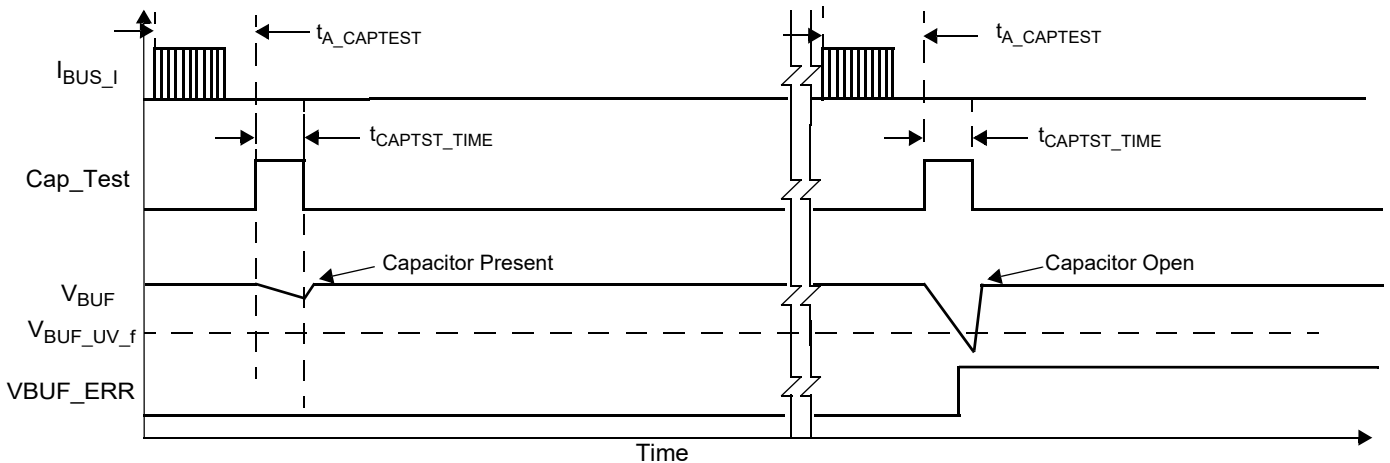 t_A_CAPTEST
t_A_CAPTEST
I_BUS_I
t_CAPTST_TIME
t_CAPTST_TIME
Cap_Test
Capacitor Present
Capacitor Open
V_BUF
V_BUF_UV_f
VBUF_ERR
Time